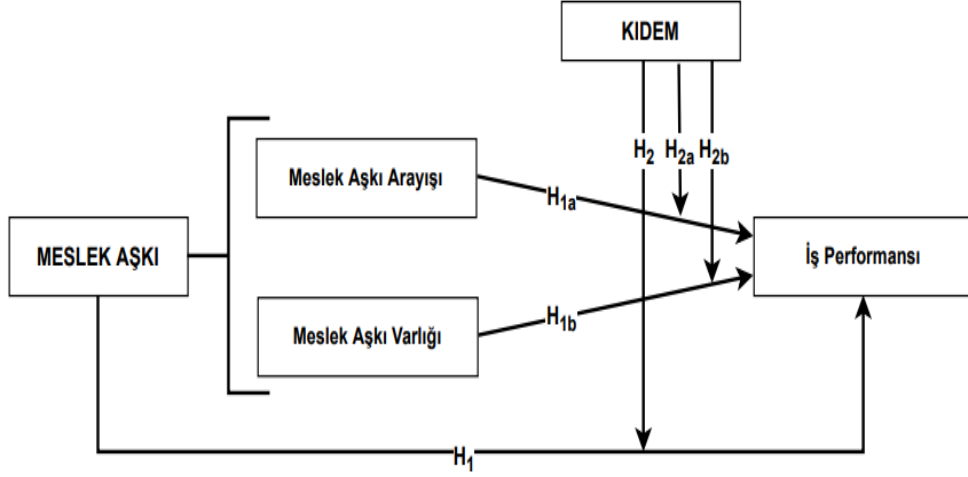 KIDEM
H2 H2a H2b
Meslek Aşkı Arayışı
H1a
MESLEK AŞKI
İş Performansı
Meslek Aşkı Varlığı
H1b
H1